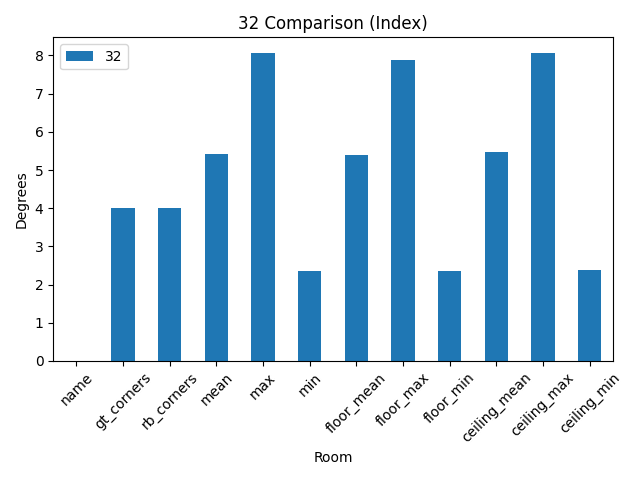 32 Comparison (Index)
32
Degrees
8
7
6
5
4
3
2
1
0
name
gt_corners
rb_corners
mean
max
min
floor_mean
floor_max
floor_min
ceiling_mean
ceiling_max
ceiling_min
Room